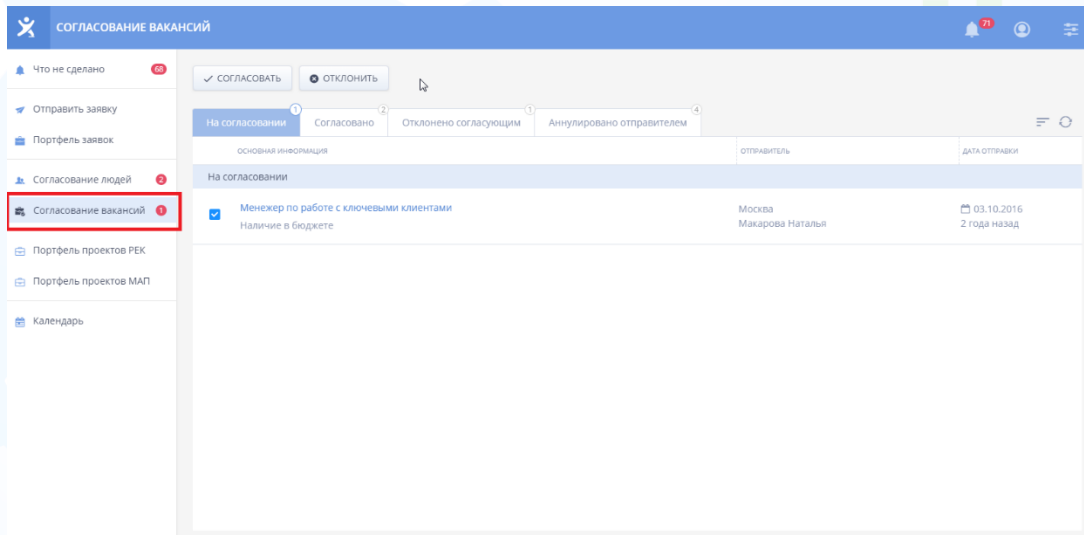 СОГЛАСОВАНИЕ ВАКАНСИЙ
71
Что не сделано 68
Отправить заявку
Портфель заявок
Согласование людей 2
Согласование вакансий 1
Портфель проектов РЕК
Портфель проектов МАП
Календарь
СОГЛАСОВАТЬ ОТКЛОНИТЬ
На согласовании 1 Согласовано 2 Отклонено согласующим 1 Аннулировано отправителем 4
ОСНОВНАЯ ИНФОРМАЦИЯ ОТПРАВИТЕЛЬ ДАТА ОТПРАВКИ
На согласовании
Менежер по работе с ключевыми клиентами Москва 03.10.2016
Наличие в бюджете Макарова Наталья 2 года назад